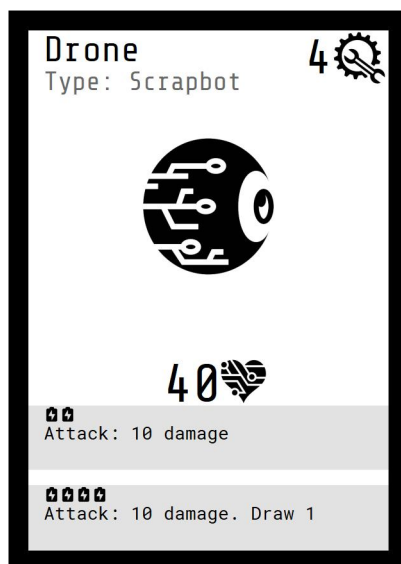 Drone
4
Type: Scrapbot
40
Attack: 10 damage
Attack: 10 damage. Draw 1